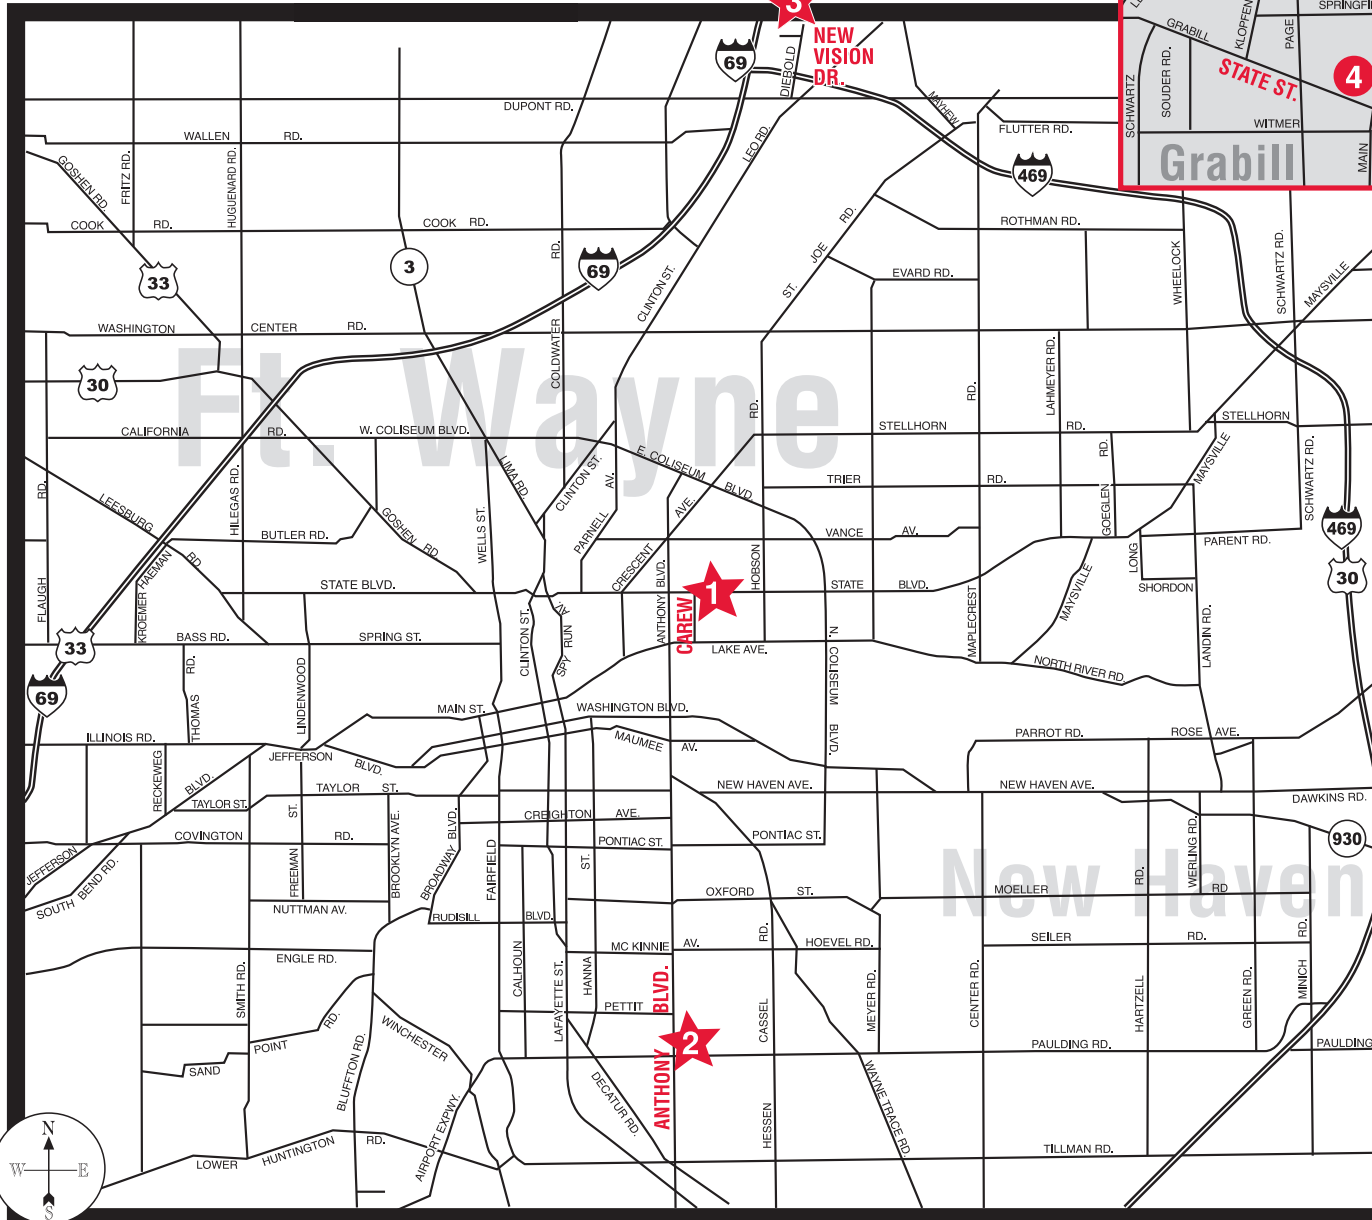 3
NEW
VISION
DR.
69
DIEBOLD
SPRINGFI
KLOPFEN
GRABILL
PAGE
SCHWARTZ
SOUDER RD.
STATE ST.
4
WITMER
MAIN
Grabill
DUPONT RD.
MAYHEW
FLUTTER RD.
WALLEN RD.
GOSHEN RD.
FRITZ RD.
HUGUENARD RD.
LEO RD.
469
COOK RD.
COOK RD.
RD.
ROTHMAN RD.
33
3
69
CLINTON ST.
ST. JOE RD.
EVARD RD.
WHEELOCK
SCHWARTZ RD.
MAYSVILLE
WASHINGTON CENTER RD.
COLDWATER
30
Ft. Wayne
LAHMEYER RD.
RD.
RD.
CALIFORNIA RD.
W. COLISEUM BLVD.
E. COLISEUM BLVD.
STELLHORN RD.
STELLHORN
LIMA RD.
CLINTON ST.
PARNELL AV.
CRESCENT AVE.
TRIER RD.
GOEGLEN RD.
MAYSVILLE
SCHWARTZ RD.
FLAUGH RD.
LEESBURG RD.
HILEGAS RD.
BUTLER RD.
GOSHEN RD.
WELLS ST.
VANCE AV.
PARENT RD.
469
KROEMER HAEMAN
STATE BLVD.
ANTHONY BLVD.
CAREW
1
HOBSON
STATE BLVD.
MAPLECREST
MAYSVILLE
LONG
SHORDON
30
33
BASS RD.
SPRING ST.
CLINTON ST.
SPY RUN AV.
LAKE AVE.
N. COLISEUM BLVD.
NORTH RIVER RD.
LANDIN RD.
69
THOMAS RD.
LINDENWOOD
MAIN ST.
WASHINGTON BLVD.
ILLINOIS RD.
JEFFERSON BLVD.
MAUMEE AV.
PARROT RD.
ROSE AVE.
RECKEWEG
BLVD.
TAYLOR ST.
TAYLOR ST.
NEW HAVEN AVE.
NEW HAVEN AVE.
DAWKINS RD.
COVINGTON RD.
FREEMAN ST.
BROOKLYN AVE.
BROADWAY BLVD.
CREIGHTON AVE.
PONTIAC ST.
PONTIAC ST.
930
JEFFERSON
SOUTH BEND RD.
FAIRFIELD
ST.
New Haven
WERLING RD.
NUTTMAN AV.
RUDISILL BLVD.
OXFORD ST.
MOELLER RD
RD.
ENGLE RD.
MC KINNIE AV.
HOEVEL RD.
SEILER RD.
RD.
SMITH RD.
CALHOUN
LAFAYETTE ST.
HANNA
ANTHONY BLVD.
CASSEL
RD.
MEYER RD.
CENTER RD.
HARTZELL
GREEN RD.
MINICH
POINT RD.
SAND
WINCHESTER
BLUFFTON RD.
PETTIT
2
PAULDING RD.
PAULDING
DECATUR RD.
HESSEN
WAYNE TRACE RD.
LOWER HUNTINGTON RD.
AIRPORT EXPWY.
TILLMAN RD.
N
W E
S